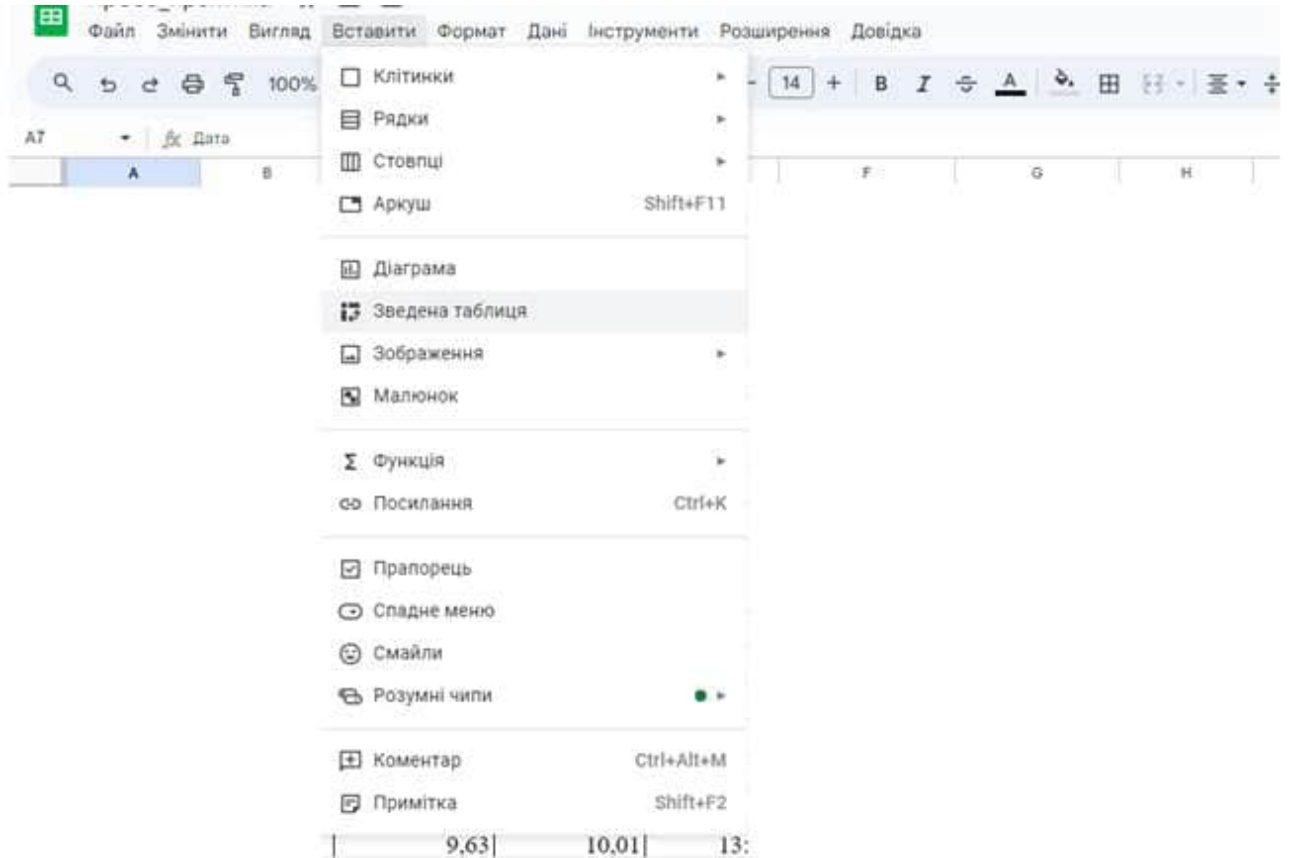 Файл Змінити Вигляд Вставити Формат Дані Інструменти Розширення Довідка
100% - 14 + B I A
A7 fx Дата
A B F G H
Клітинки
Рядки
Стовпці
Аркуш Shift+F11
Діаграма
Зведена таблиця
Зображення
Малюнок
Σ Функція
Посилання Ctrl+K
Прапорець
Спадне меню
Смайли
Розумні чипи
Коментар Ctrl+Alt+M
Примітка Shift+F2
9,63 10,01 13: